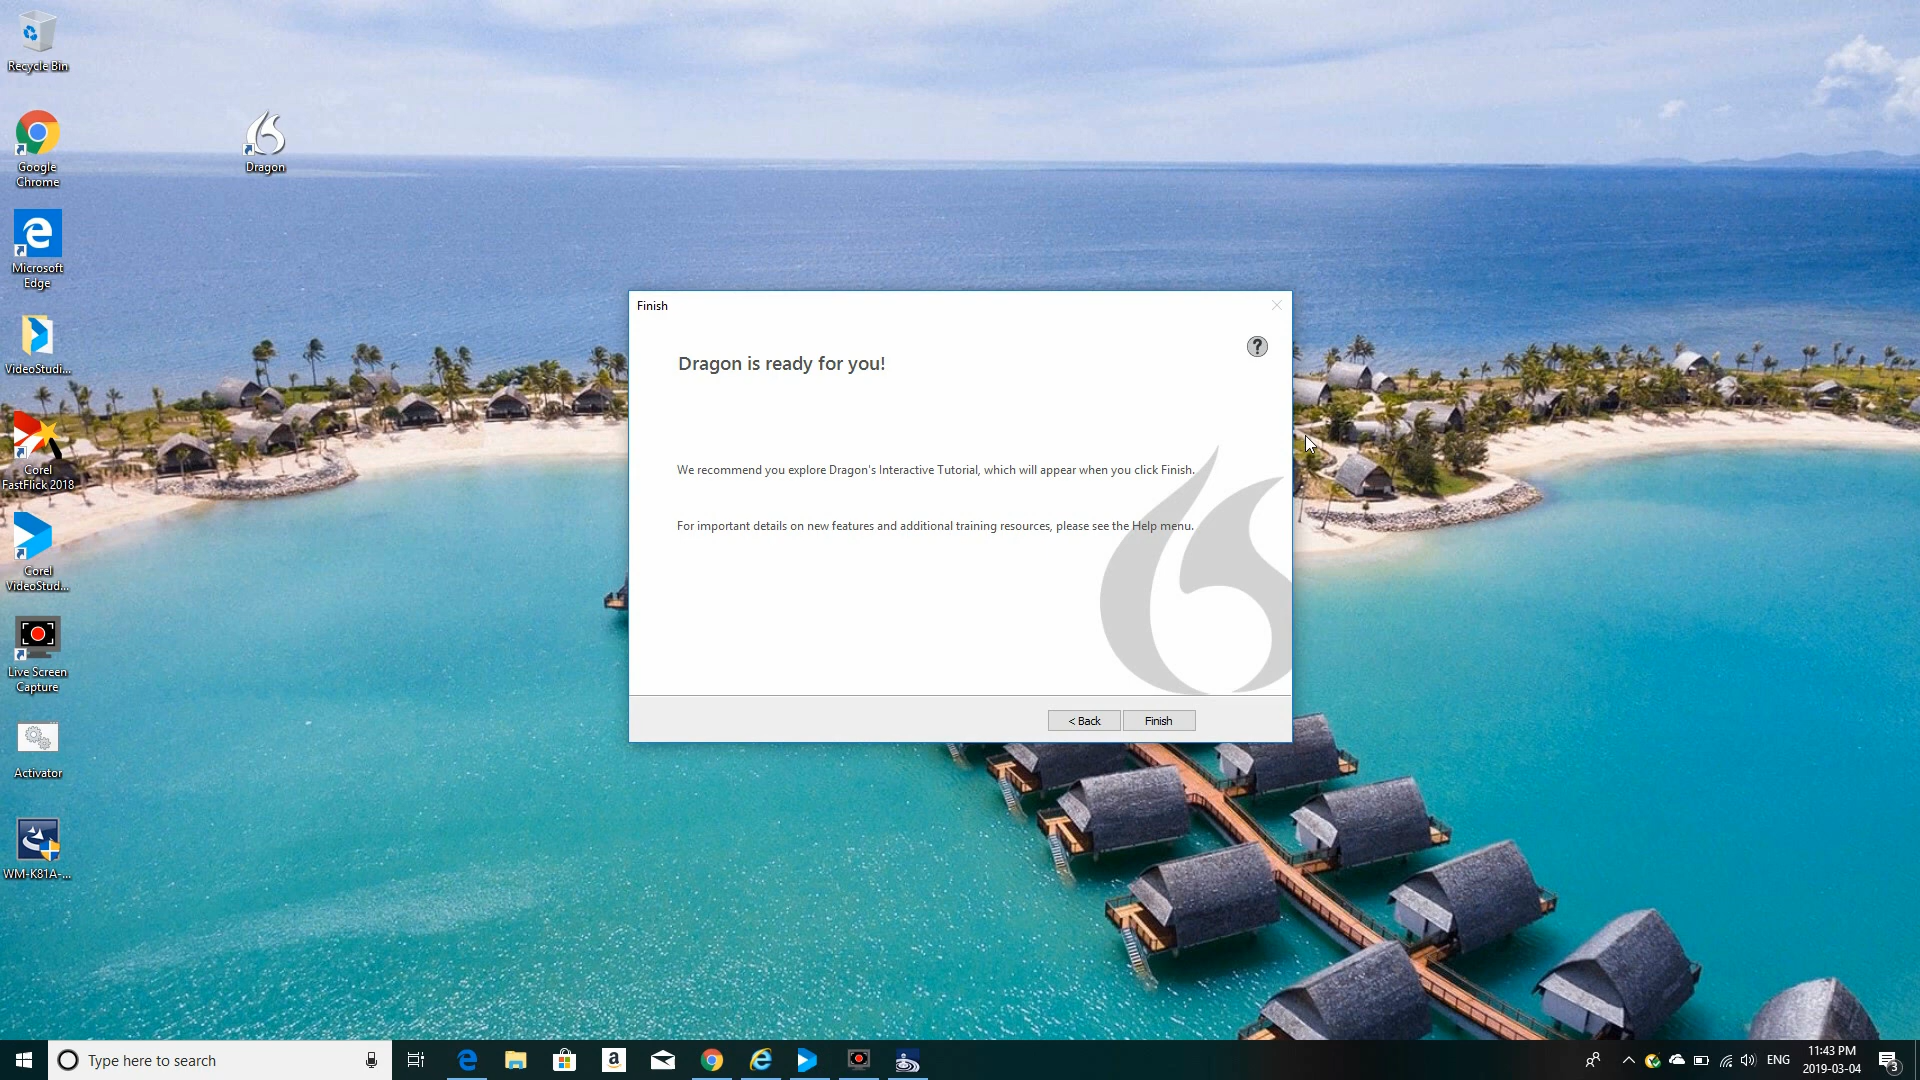 Recycle Bin
Google
Chrome
Dragon
Microsoft
Edge
VideoStudi...
Corel
FastFlick 2018
Corel
VideoStud...
Live Screen
Capture
Activator
WM-K81A-...
Finish
?
Dragon is ready for you!
We recommend you explore Dragon's Interactive Tutorial, which will appear when you click Finish.
For important details on new features and additional training resources, please see the Help menu.
< Back
Finish
Type here to search
ENG
11:43 PM
2019-03-04
3